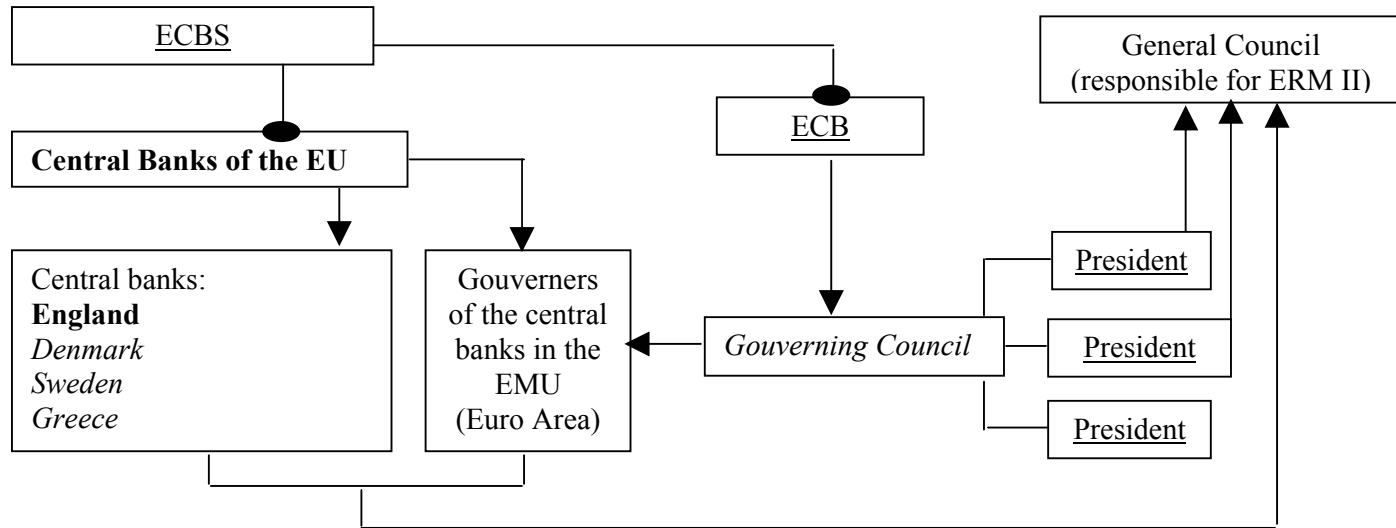 ECBS
General Council
(responsible for ERM II)
ECB
Central Banks of the EU
Central banks:
England
Denmark
Sweden
Greece
Gouverners
of the central
banks in the
EMU
(Euro Area)
Gouverning Council
President
President
President